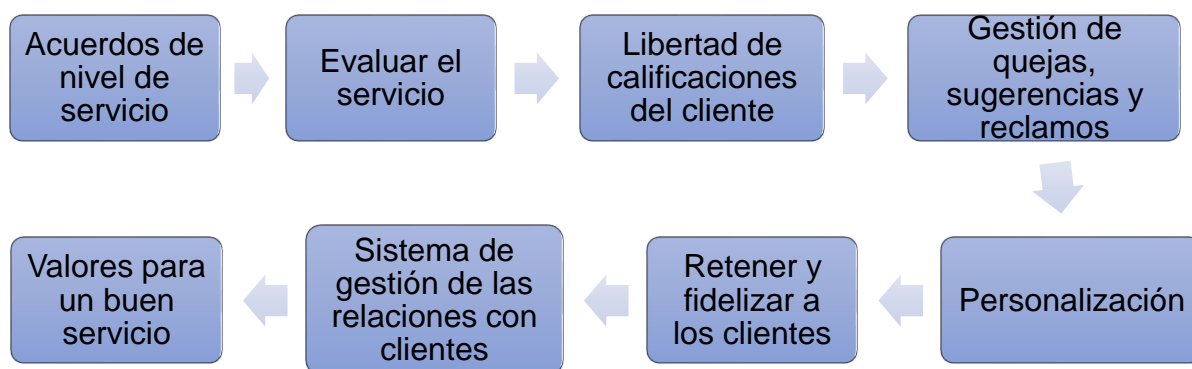 Acuerdos de
nivel de
servicio
Evaluar el
servicio
Libertad de
calificaciones
del cliente
Gestión de
quejas,
sugerencias y
reclamos
Personalización
Retener y
fidelizar a
los clientes
Sistema de
gestión de las
relaciones con
clientes
Valores para
un buen
servicio